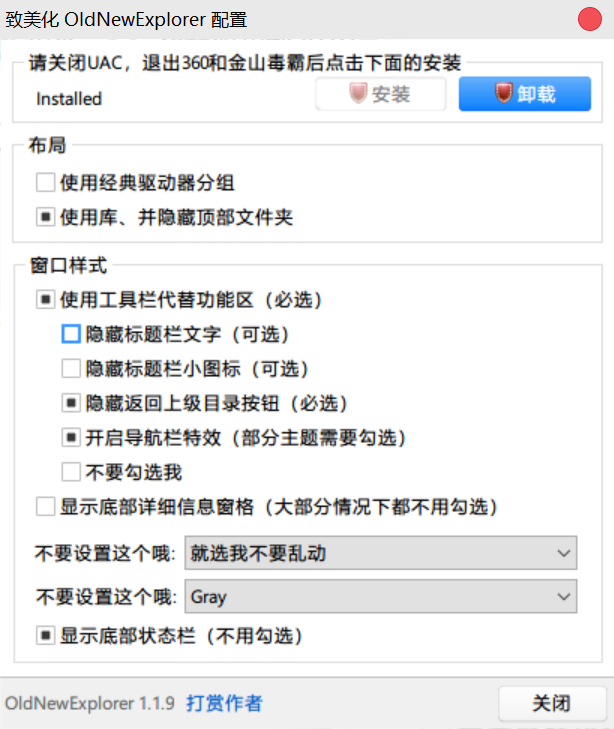 致美化 OldNewExplorer 配置
请关闭UAC，退出360和金山毒霸后点击下面的安装
Installed 安装 卸载
布局
使用经典驱动器分组
使用库、并隐藏顶部文件夹
窗口样式
使用工具栏代替功能区（必选）
隐藏标题栏文字（可选）
隐藏标题栏小图标（可选）
隐藏返回上级目录按钮（必选）
开启导航栏特效（部分主题需要勾选）
不要勾选我
显示底部详细信息窗格（大部分情况下都不用勾选）
不要设置这个哦: 就选我不要乱动
不要设置这个哦: Gray
显示底部状态栏（不用勾选）
OldNewExplorer 1.1.9 打赏作者 关闭